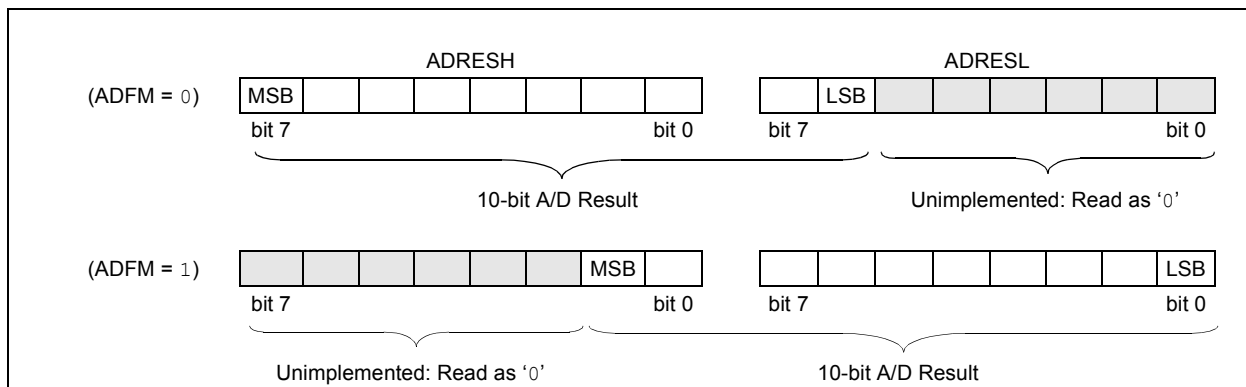 ADRESH ADRESL
(ADFM = 0) MSB LSB
bit 7 bit 0 bit 7 bit 0
10-bit A/D Result Unimplemented: Read as ‘0’
(ADFM = 1) MSB LSB
bit 7 bit 0 bit 7 bit 0
Unimplemented: Read as ‘0’ 10-bit A/D Result